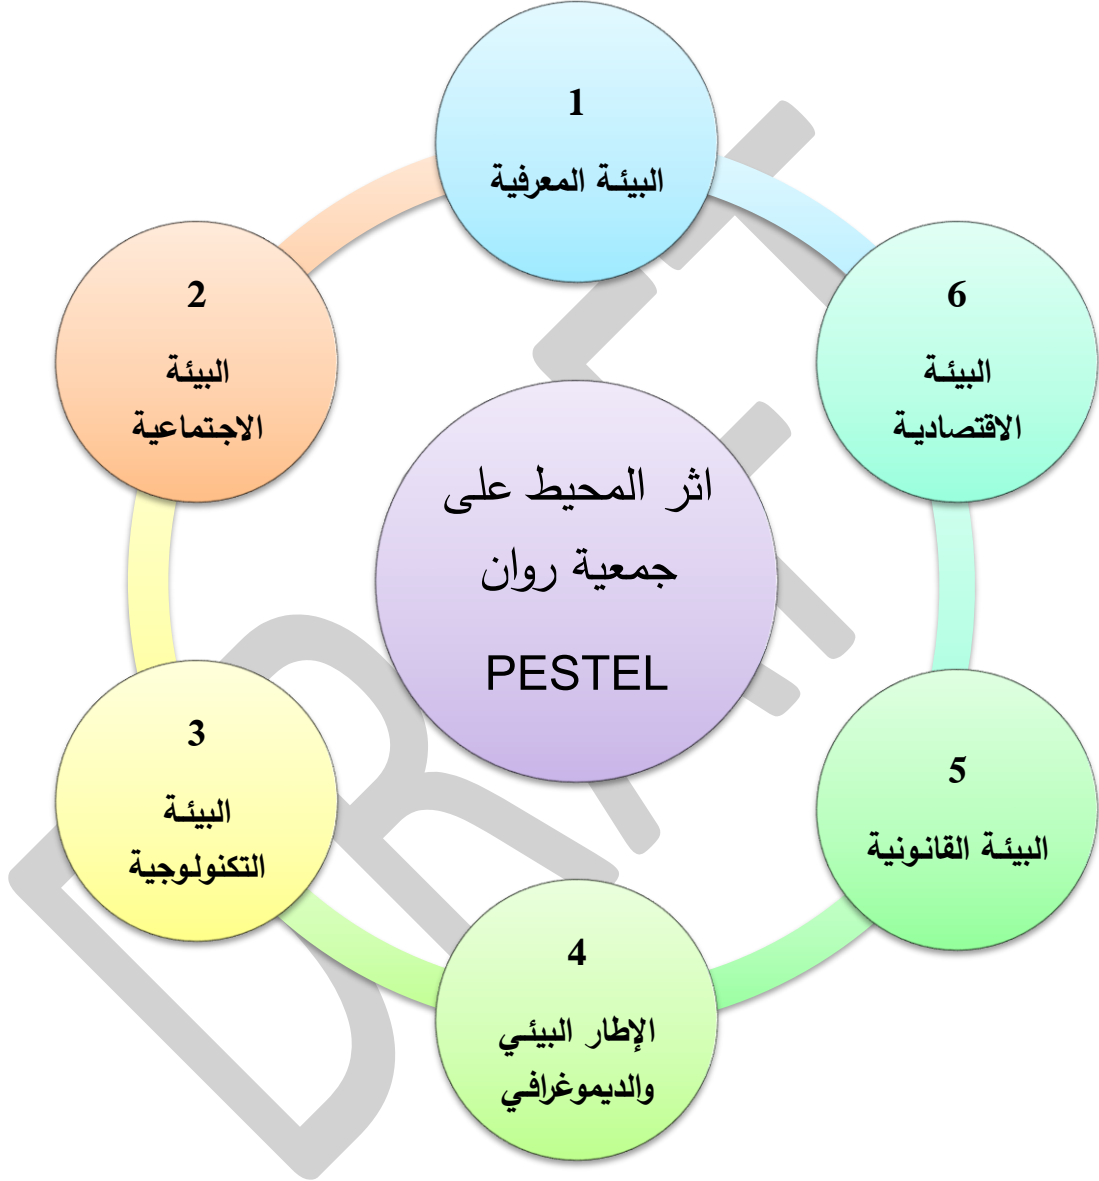 1
البيئة المعرفية
2
البيئة
الاجتماعية
3
البيئة
التكنولوجية
4
الإطار البيئي
والديموغرافي
5
البيئة القانونية
6
البيئة
الاقتصادية
اثر المحيط على
جمعية روان
PESTEL
DRAFT